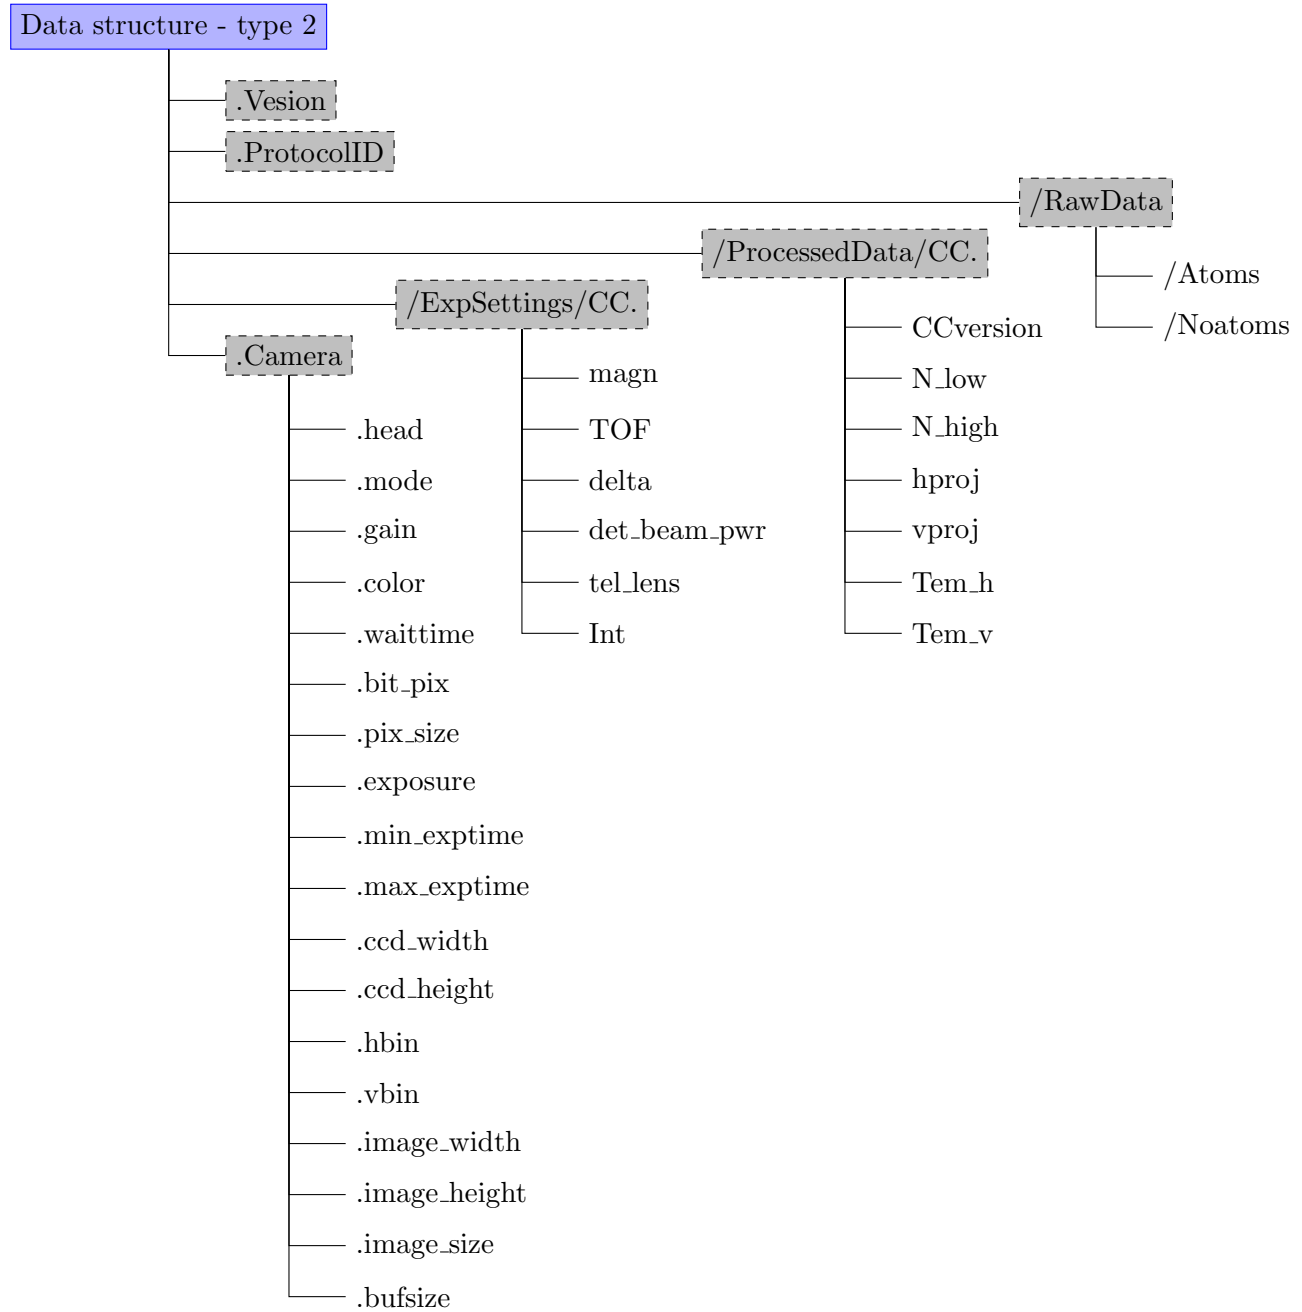 Data structure - type 2
.Vesion
.ProtocolID
/RawData
/Atoms
/Noatoms
/ProcessedData/CC.
CCversion
N_low
N_high
hproj
vproj
Tem_h
Tem_v
/ExpSettings/CC.
magn
TOF
delta
det_beam_pwr
tel_lens
Int
.Camera
.head
.mode
.gain
.color
.waittime
.bit_pix
.pix_size
.exposure
.min_exptime
.max_exptime
.ccd_width
.ccd_height
.hbin
.vbin
.image_width
.image_height
.image_size
.bufsize